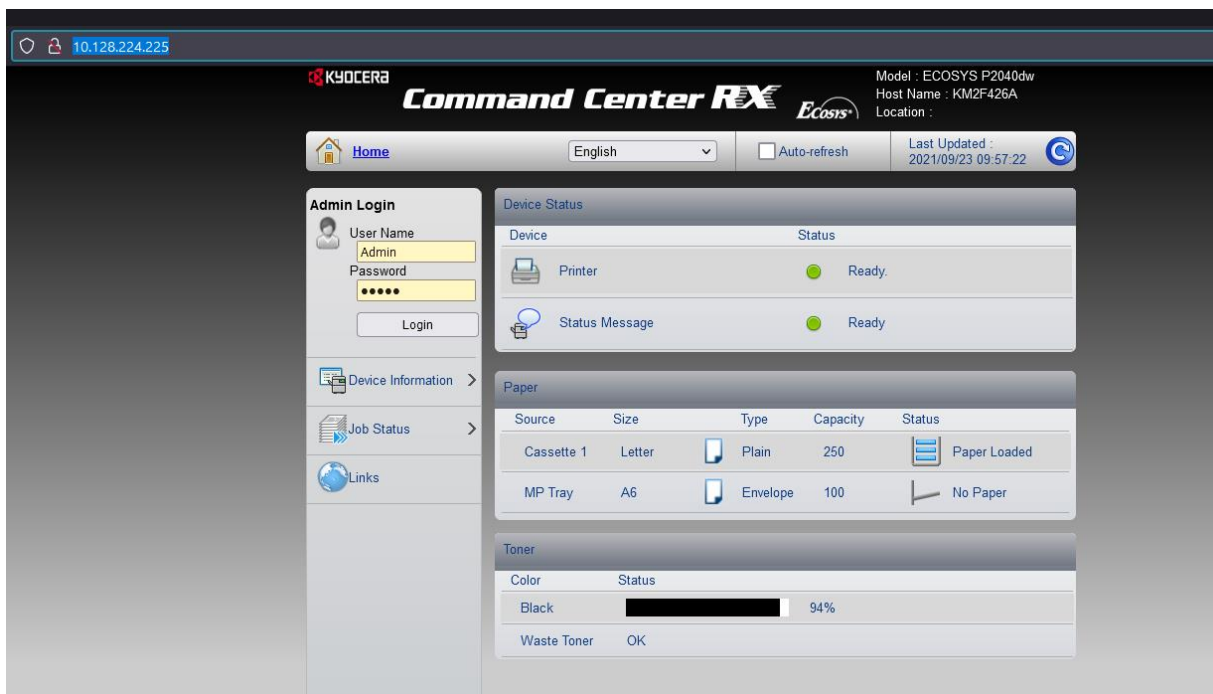 10.128.224.225
KYOCERA
Command Center RX
Ecosys
Model : ECOSYS P2040dw
Host Name : KM2F426A
Location :
Home
English
Auto-refresh
Last Updated :
2021/09/23 09:57:22
Admin Login
User Name
Admin
Password
Login
Device Information
Job Status
Links
Device Status
Device Status
Printer Ready.
Status Message Ready
Paper
Source Size Type Capacity Status
Cassette 1 Letter Plain 250 Paper Loaded
MP Tray A6 Envelope 100 No Paper
Toner
Color Status
Black 94%
Waste Toner OK